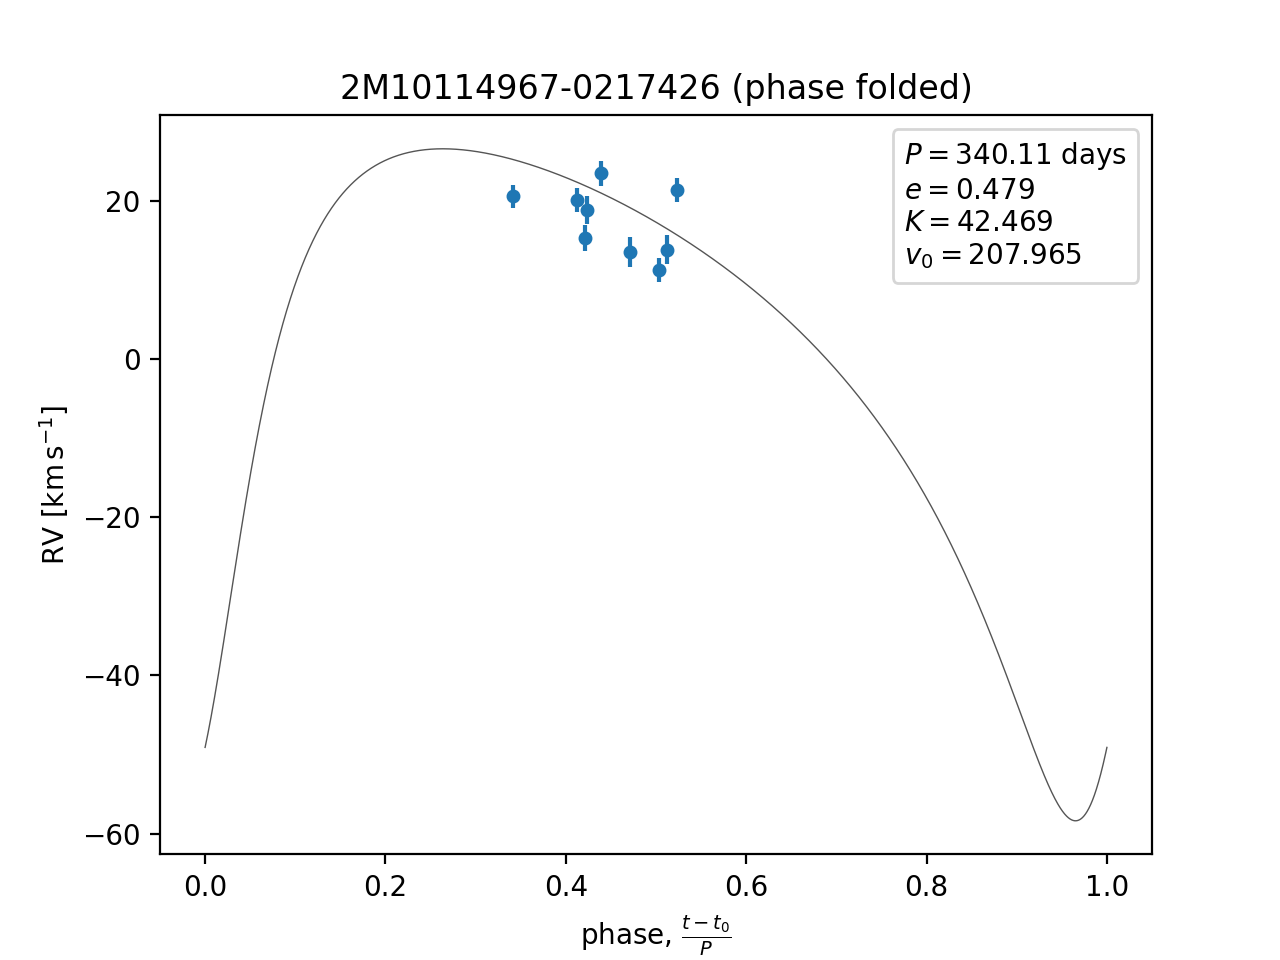 2M10114967-0217426 (phase folded)
P = 340.11 days
e = 0.479
K = 42.469
v₀ = 207.965
20
0
−20
−40
−60
RV [km s⁻¹]
0.0 0.2 0.4 0.6 0.8 1.0
phase, (t − t₀)/P